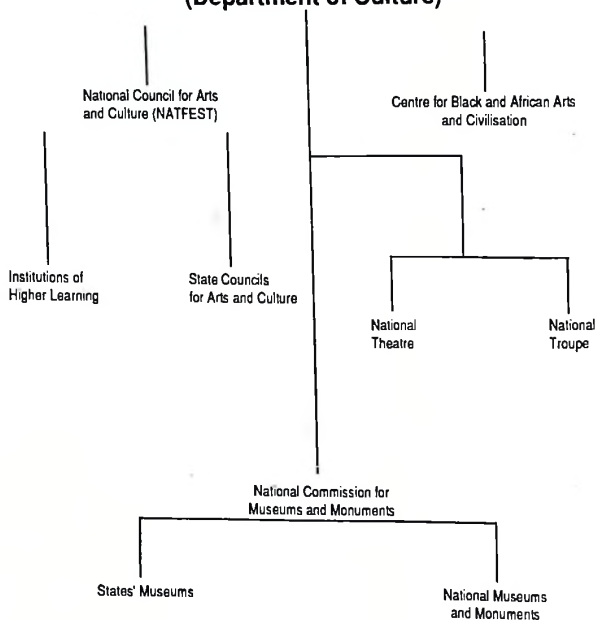 (Department of Culture)
National Council for Arts
and Culture (NATFEST)
Centre for Black and African Arts
and Civilisation
Institutions of
Higher Learning
State Councils
for Arts and Culture
National
Theatre
National
Troupe
National Commission for
Museums and Monuments
States' Museums
National Museums
and Monuments